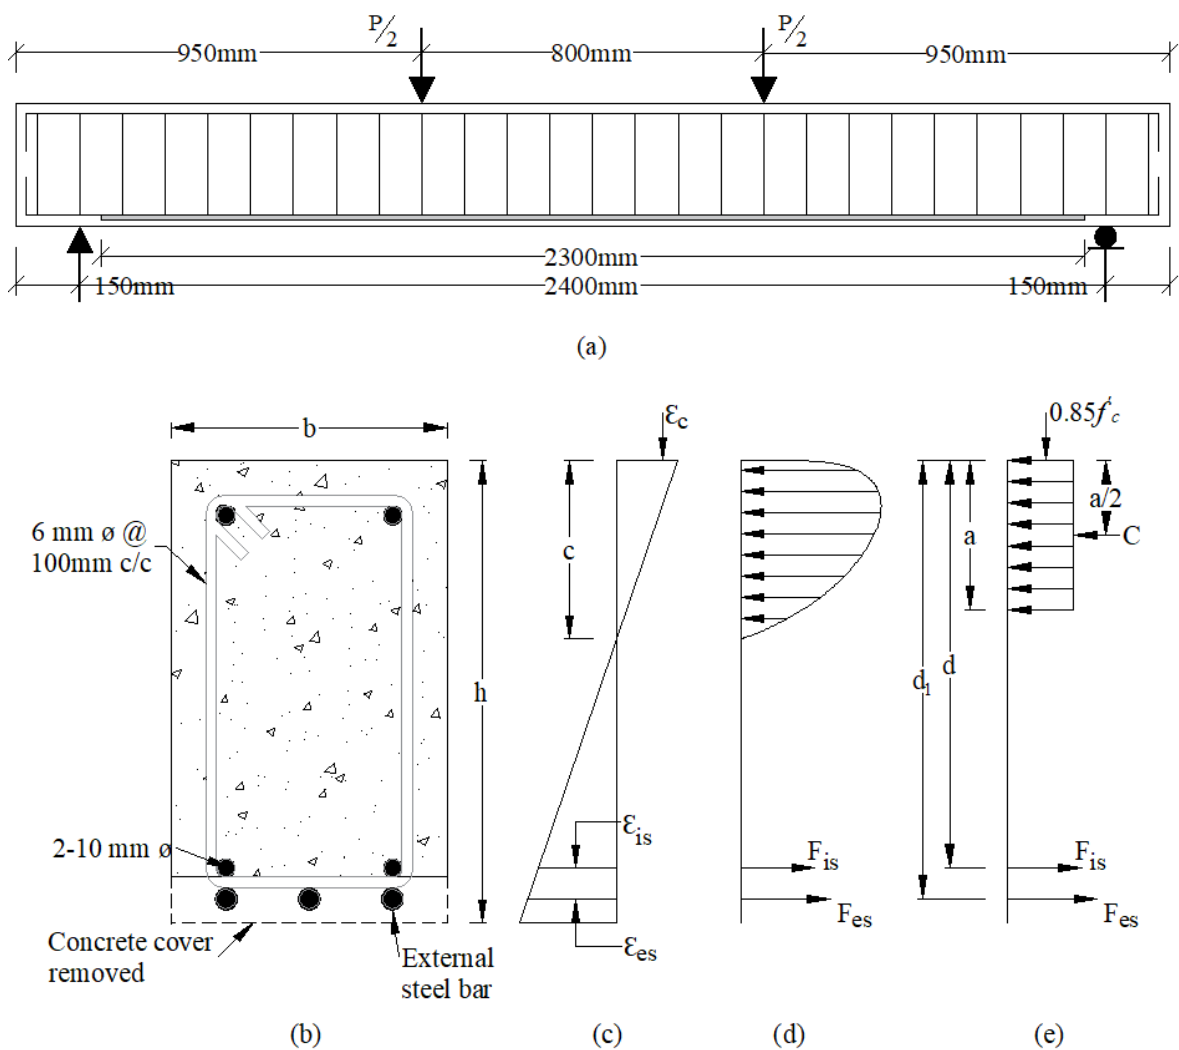 P/2
P/2
950mm
800mm
950mm
2300mm
150mm
2400mm
150mm
(a)
b
εc
0.85f'c
6 mm ø @
100mm c/c
h
c
d1
d
a
a/2
C
2-10 mm ø
εis
Fis
Fis
Fes
Fes
Concrete cover
removed
External
steel bar
εes
(b)
(c)
(d)
(e)